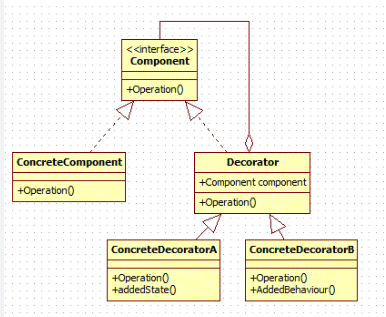 <<interface>>
Component
+Operation()
ConcreteComponent
+Operation()
Decorator
+Component component
+Operation()
ConcreteDecoratorA
+Operation()
+addedState()
ConcreteDecoratorB
+Operation()
+AddedBehaviour()